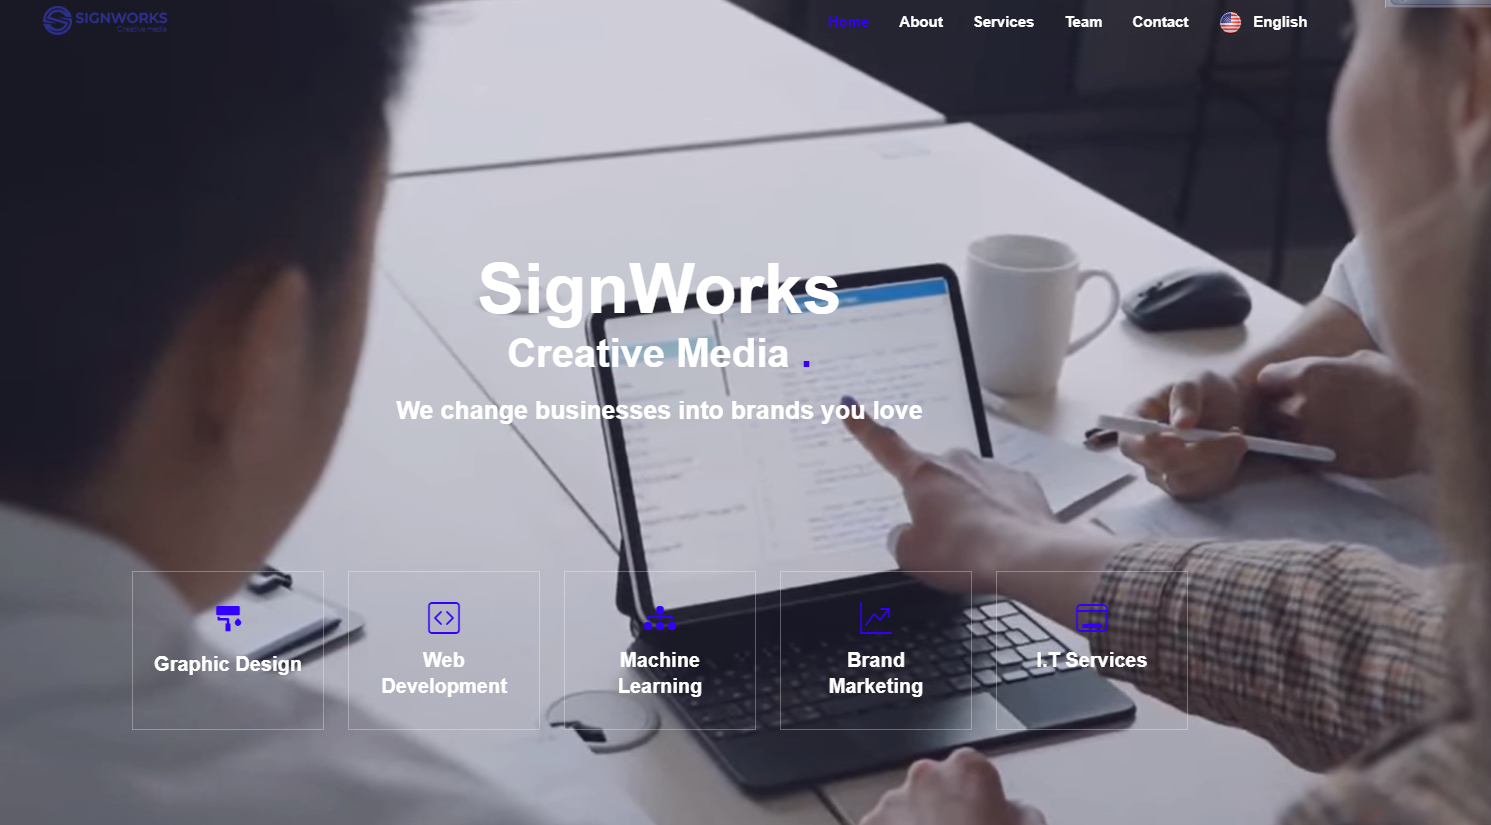 SIGNWORKS
Creative media
Home About Services Team Contact English
SignWorks
Creative Media .
We change businesses into brands you love
Graphic Design
Web
Development
Machine
Learning
Brand
Marketing
I.T Services